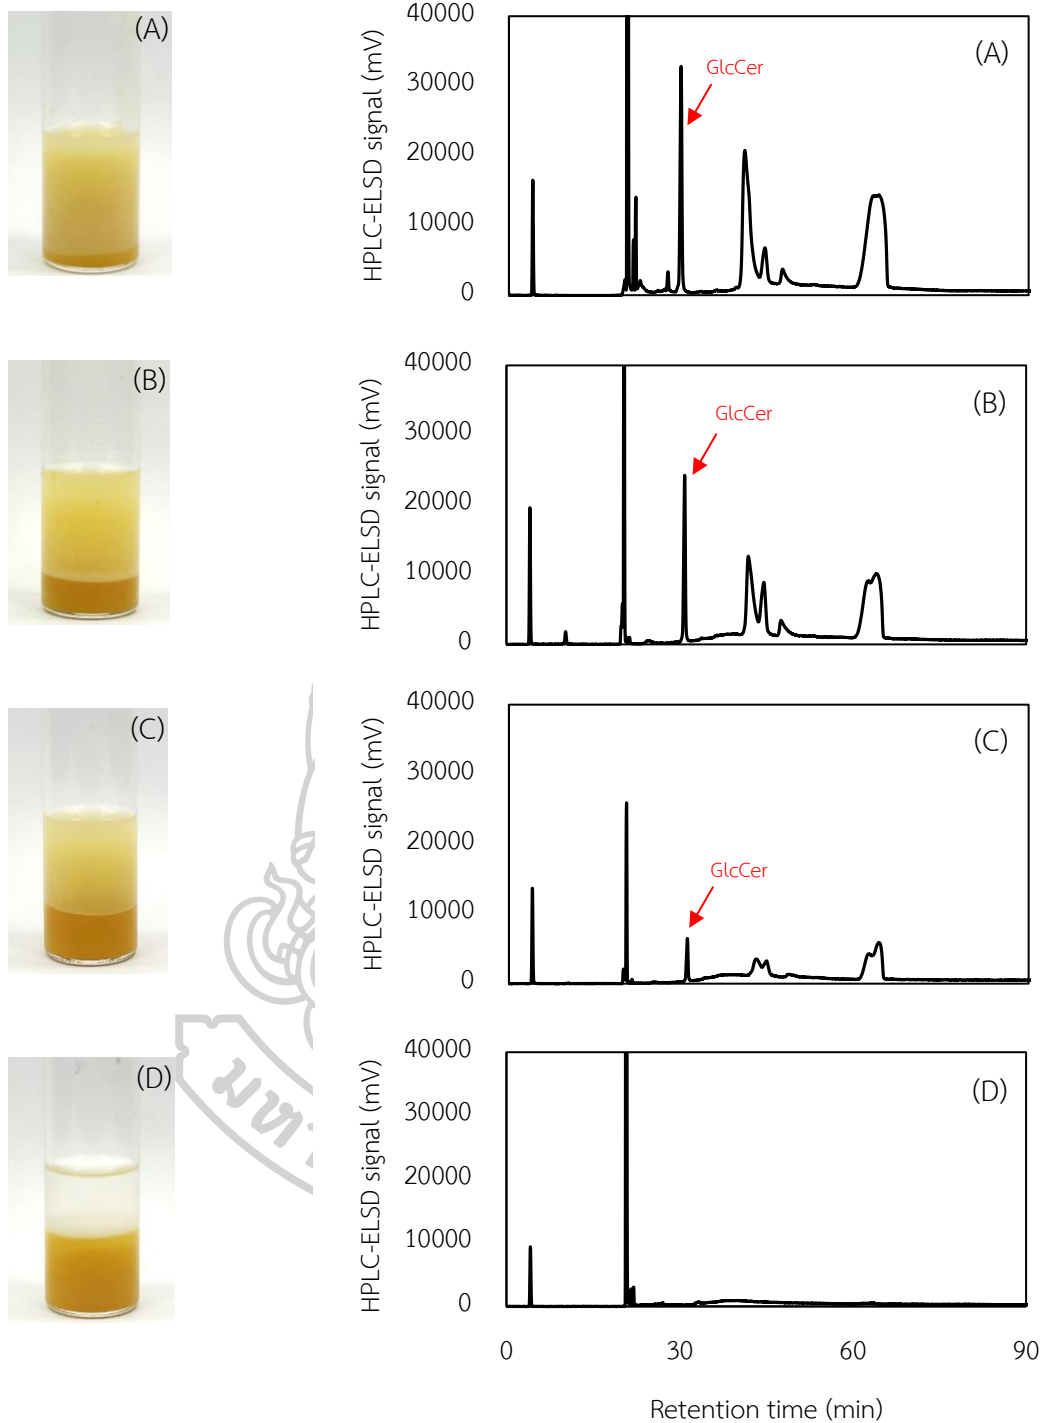 (A)
HPLC-ELSD signal (mV)
40000
30000
20000
10000
0
GlcCer
(A)
(B)
HPLC-ELSD signal (mV)
40000
30000
20000
10000
0
GlcCer
(B)
(C)
HPLC-ELSD signal (mV)
40000
30000
20000
10000
0
GlcCer
(C)
(D)
HPLC-ELSD signal (mV)
40000
30000
20000
10000
0
(D)
0 30 60 90
Retention time (min)